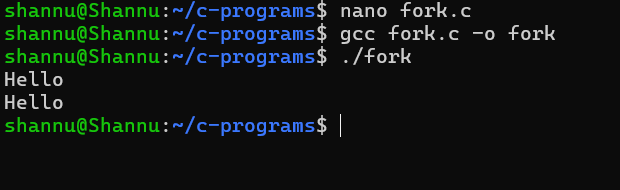 shannu@Shannu:~/c-programs$ nano fork.c
shannu@Shannu:~/c-programs$ gcc fork.c -o fork
shannu@Shannu:~/c-programs$ ./fork
Hello
Hello
shannu@Shannu:~/c-programs$